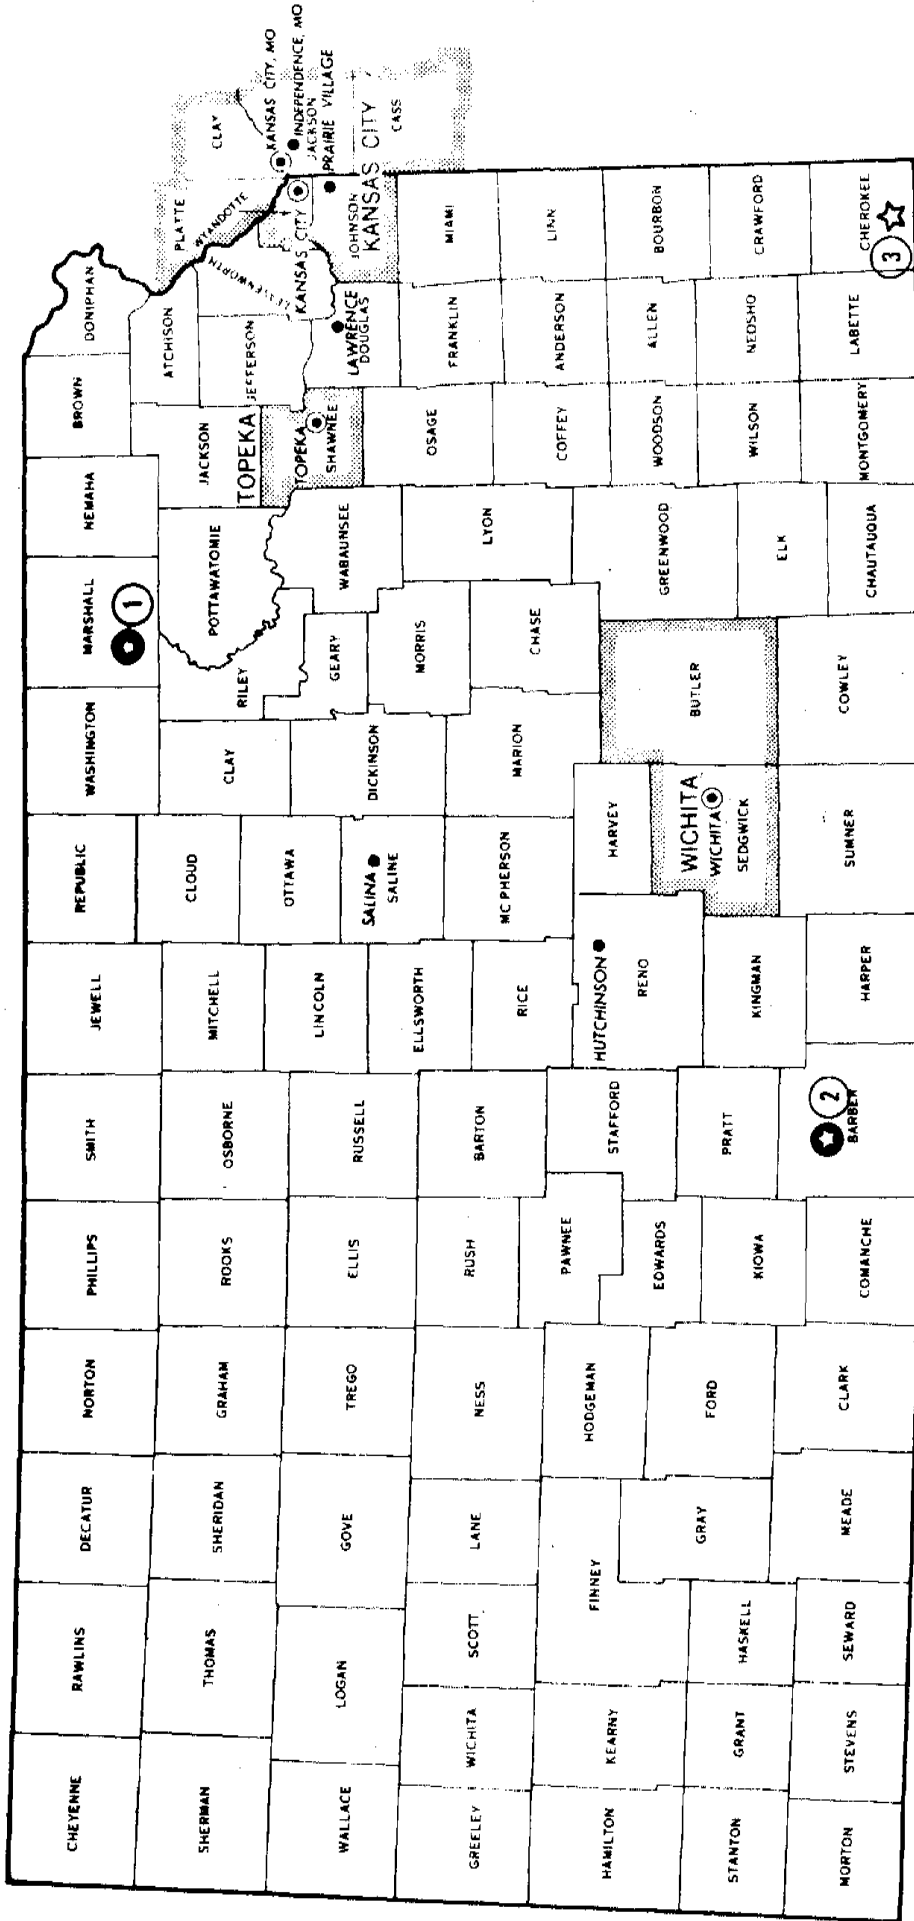 CHEYENNE
RAWLINS
DECATUR
NORTON
PHILLIPS
SMITH
JEWELL
REPUBLIC
WASHINGTON
MARSHALL
1
NEMAHA
BROWN
DONIPHAN
SHERMAN
THOMAS
SHERIDAN
GRAHAM
ROOKS
OSBORNE
MITCHELL
CLOUD
CLAY
RILEY
POTTAWATOMIE
JACKSON
ATCHISON
PLATTE
CLAY
WYANDOTTE
LEAVENWORTH
JEFFERSON
KANSAS CITY, MO
INDEPENDENCE, MO
JACKSON
PRAIRIE VILLAGE
KANSAS CITY
TOPEKA
TOPEKA
SHAWNEE
LAWRENCE
DOUGLAS
JOHNSON
KANSAS CITY
CASS
WALLACE
LOGAN
GOVE
TREGO
ELLIS
RUSSELL
LINCOLN
OTTAWA
SALINA
SALINE
DICKINSON
GEARY
WABAUNSEE
MORRIS
OSAGE
FRANKLIN
MIAMI
GREELEY
WICHITA
SCOTT
LANE
NESS
RUSH
BARTON
ELLSWORTH
RICE
MC PHERSON
MARION
CHASE
LYON
COFFEY
ANDERSON
LINN
HAMILTON
KEARNY
FINNEY
HODGEMAN
PAWNEE
STAFFORD
HUTCHINSON
RENO
HARVEY
BUTLER
GREENWOOD
WOODSON
ALLEN
BOURBON
STANTON
GRANT
HASKELL
GRAY
FORD
EDWARDS
KIOWA
PRATT
KINGMAN
WICHITA
WICHITA
SEDGWICK
ELK
WILSON
NEOSHO
CRAWFORD
MORTON
STEVENS
SEWARD
MEADE
CLARK
COMANCHE
2
BARBER
HARPER
SUMNER
COWLEY
CHAUTAUQUA
MONTGOMERY
LABETTE
CHEROKEE
3